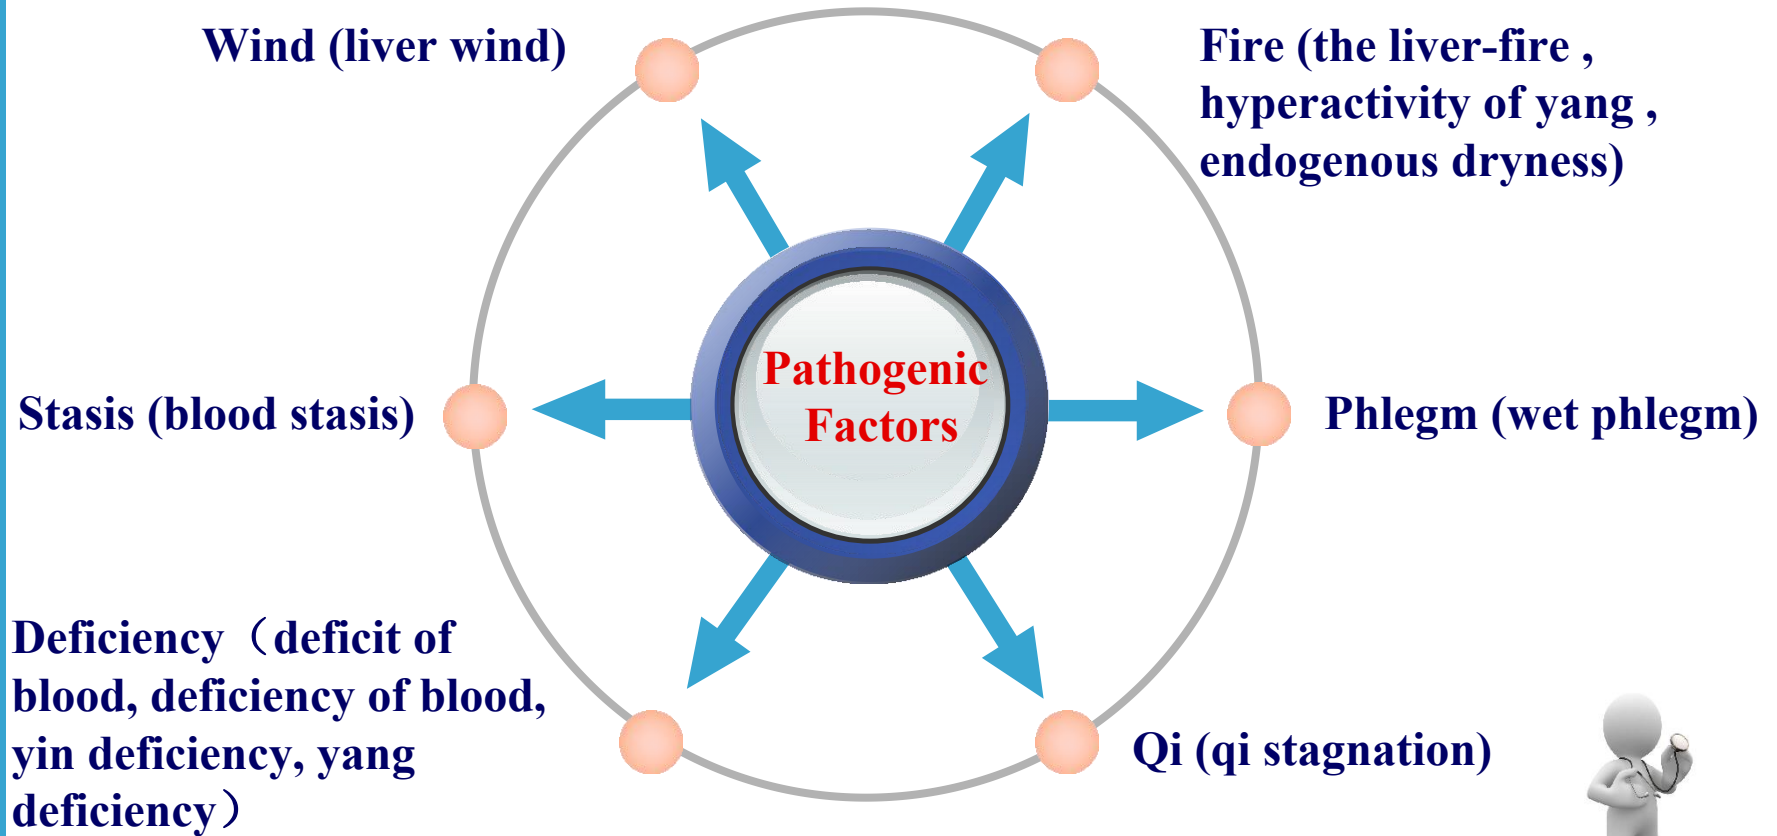 Wind (liver wind)
Fire (the liver-fire ,
hyperactivity of yang ,
endogenous dryness)
Pathogenic
Factors
Stasis (blood stasis)
Phlegm (wet phlegm)
Deficiency（deficit of
blood, deficiency of blood,
yin deficiency, yang
deficiency）
Qi (qi stagnation)